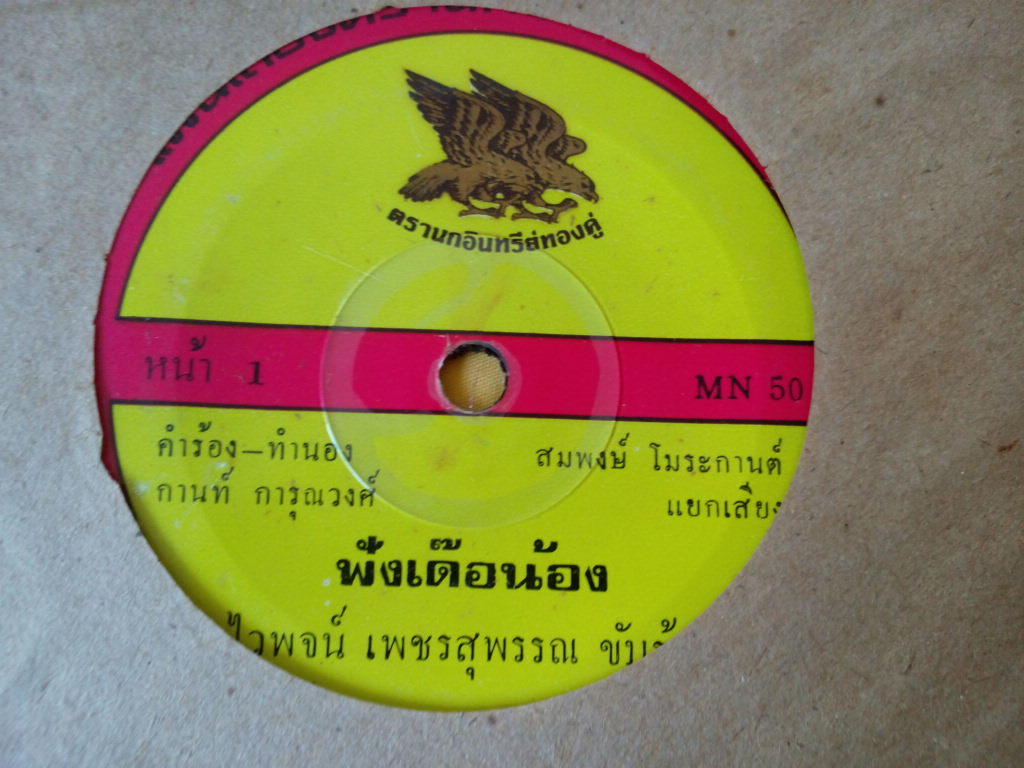 ตรานกอินทรีส์ทองคู่
หน้า 1 MN 50
คำร้อง–ทำนอง สมพงษ์ โมระกานต์
กานท์ การุณวงศ์ แยกเสียง
ฟังเด๊อน้อง
ไวพจน์ เพชรสุพรรณ